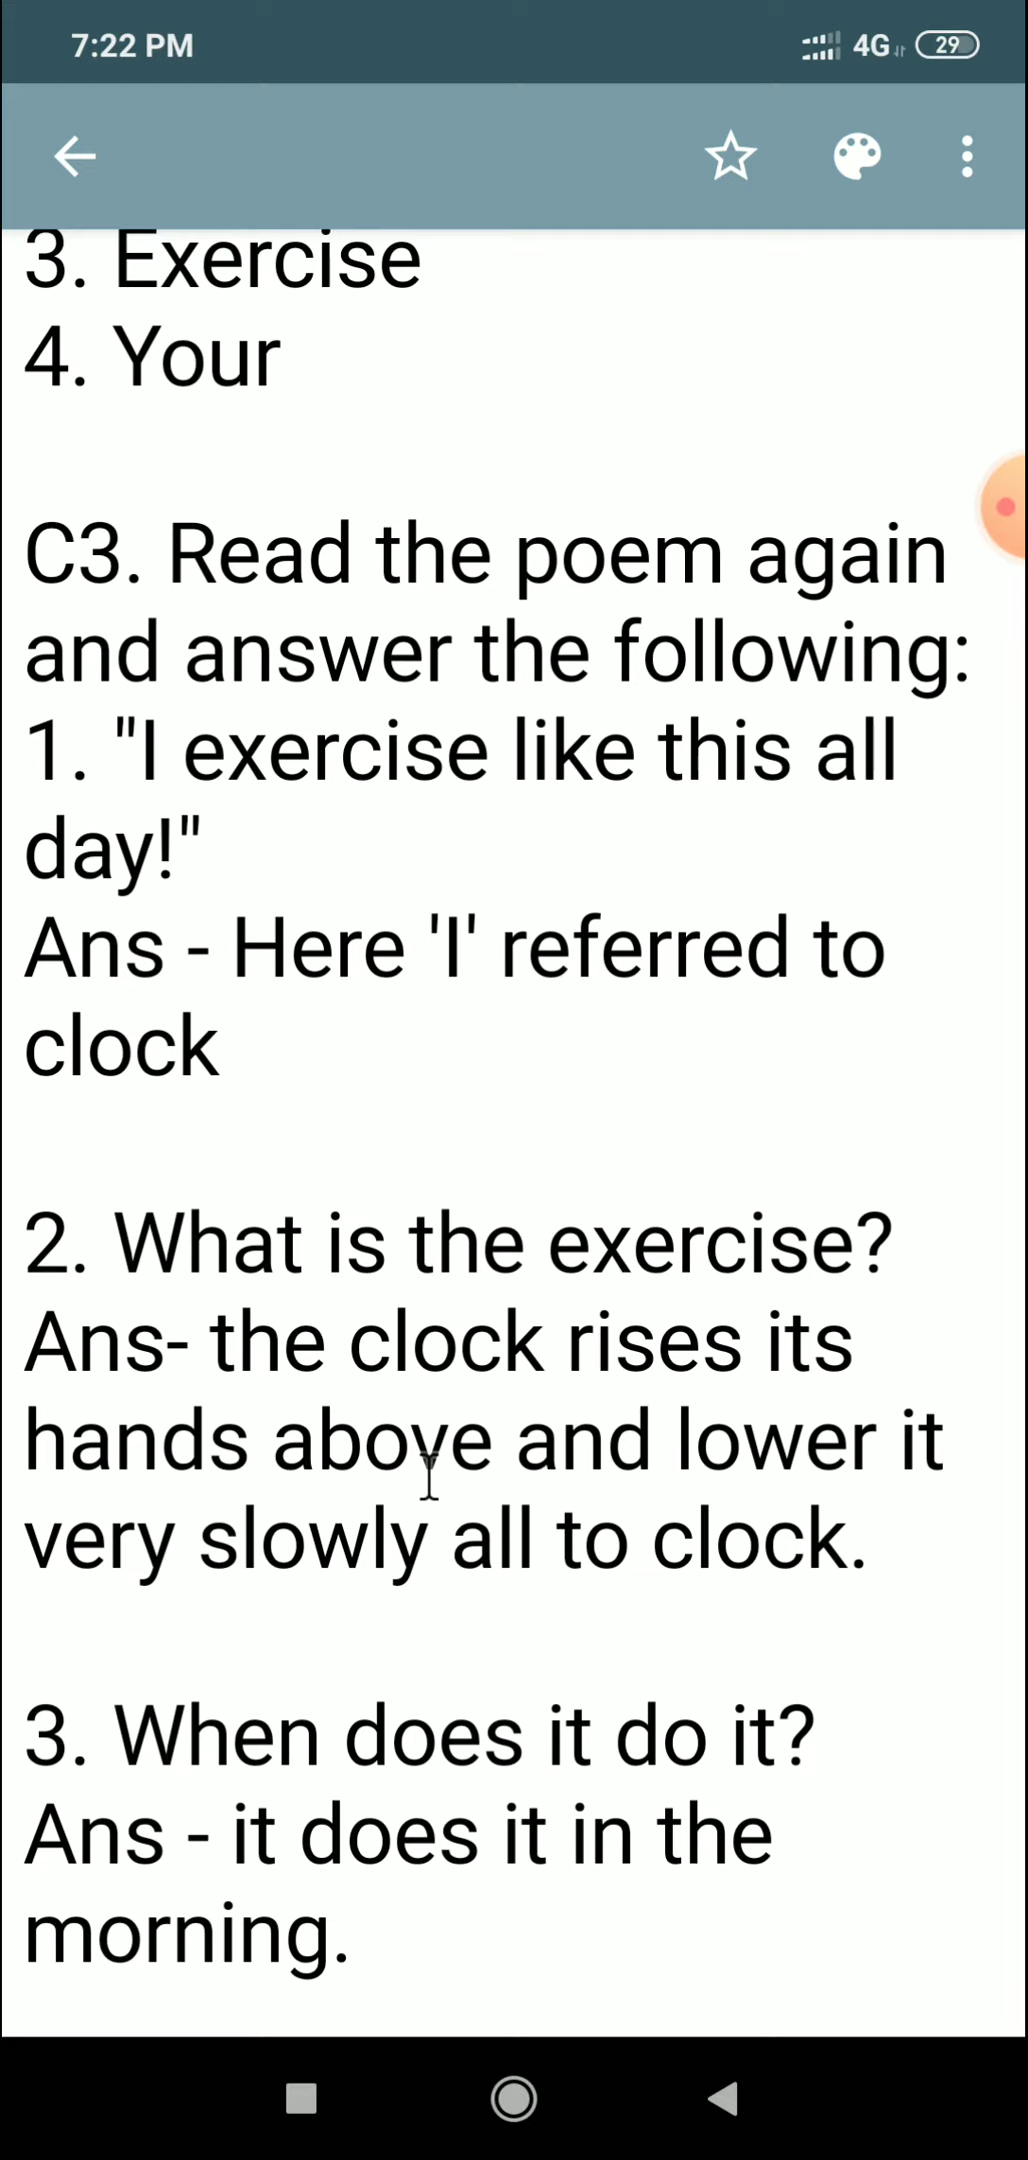 7:22 PM
4G
29
3. Exercise
4. Your
C3. Read the poem again
and answer the following:
1. "I exercise like this all
day!"
Ans - Here 'I' referred to
clock
2. What is the exercise?
Ans- the clock rises its
hands above and lower it
very slowly all to clock.
3. When does it do it?
Ans - it does it in the
morning.